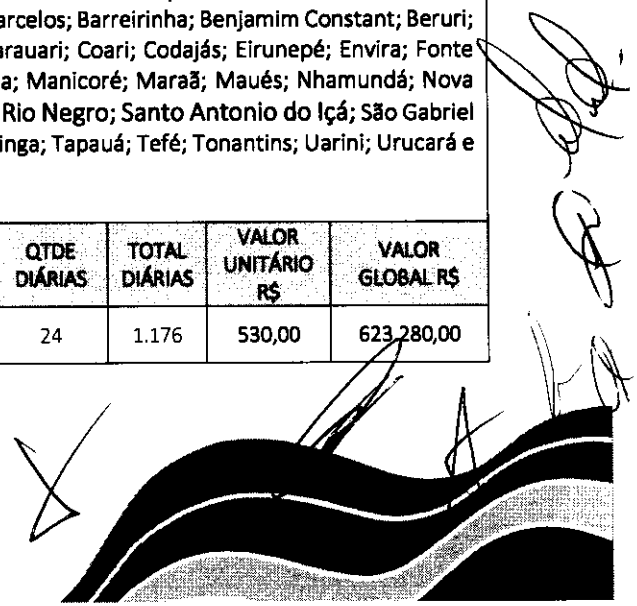 arcelos; Barreirinha; Benjamim Constant; Beruri;
arauari; Coari; Codajás; Eirunepé; Envira; Fonte
a; Manicoré; Maraã; Maués; Nhamundá; Nova
Rio Negro; Santo Antonio do Içá; São Gabriel
inga; Tapauá; Tefé; Tonantins; Uarini; Urucará e
QTDE DIÁRIAS TOTAL DIÁRIAS VALOR UNITÁRIO R$ VALOR GLOBAL R$
24 1.176 530,00 623.280,00